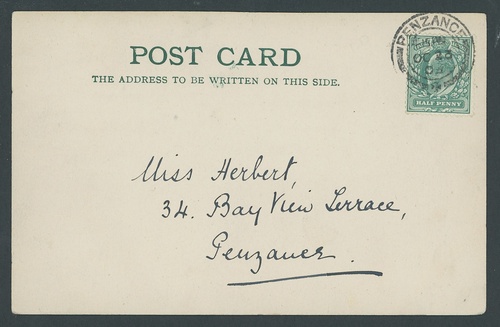 POST CARD
THE ADDRESS TO BE WRITTEN ON THIS SIDE.
PENZANCE
HALF PENNY
Miss Herbert,
34. Bay View Terrace,
Penzance.